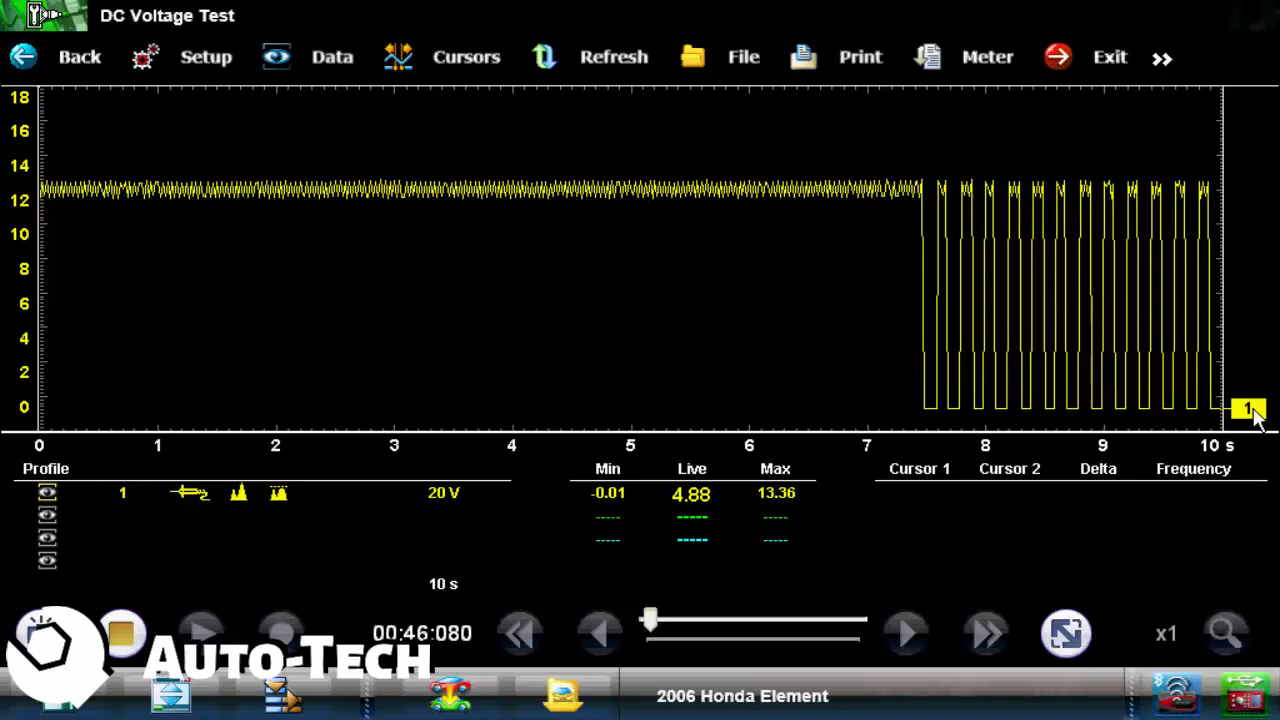 DC Voltage Test
Back Setup Data Cursors Refresh File Print Meter Exit »
18
16
14
12
10
8
6
4
2
0
1
0 1 2 3 4 5 6 7 8 9 10 s
Profile Min Live Max Cursor 1 Cursor 2 Delta Frequency
1 20 V -0.01 4.88 13.36
----- ----- -----
----- ----- -----
10 s
00:46:080 x1
AUTO-TECH
2006 Honda Element